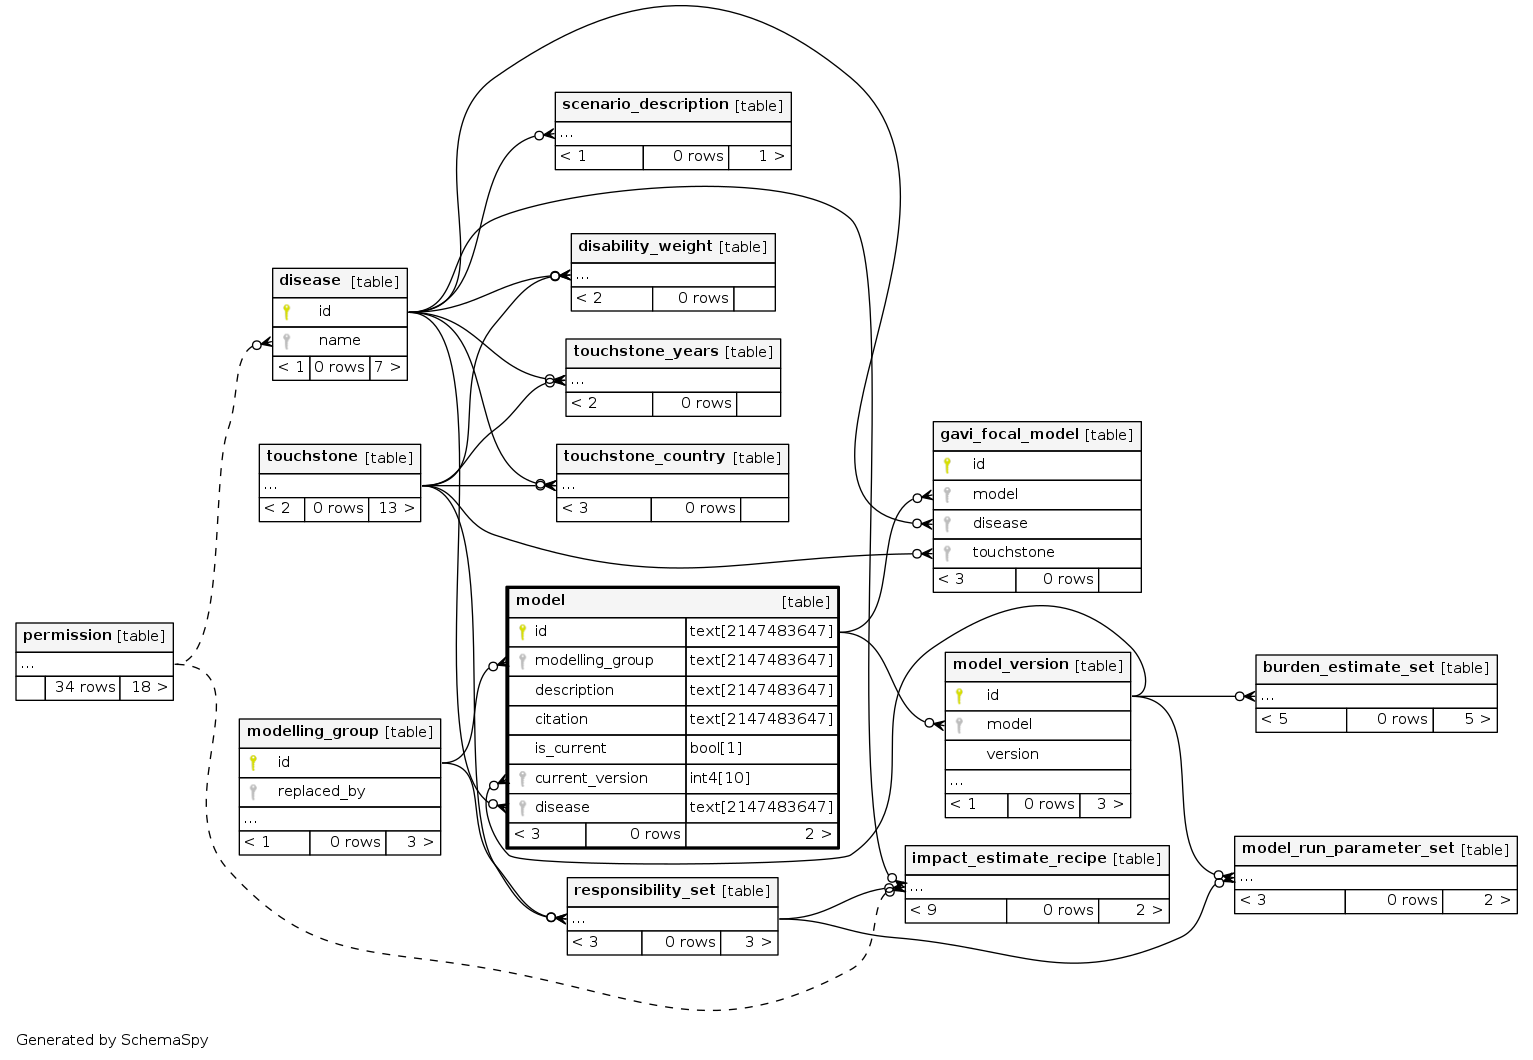 scenario_description [table]
...
< 1 0 rows 1 >
disability_weight [table]
...
< 2 0 rows
disease [table]
id
name
< 1 0 rows 7 >
touchstone_years [table]
...
< 2 0 rows
touchstone [table]
...
< 2 0 rows 13 >
touchstone_country [table]
...
< 3 0 rows
gavi_focal_model [table]
id
model
disease
touchstone
< 3 0 rows
model [table]
id text[2147483647]
modelling_group text[2147483647]
description text[2147483647]
citation text[2147483647]
is_current bool[1]
current_version int4[10]
disease text[2147483647]
< 3 0 rows 2 >
permission [table]
...
34 rows 18 >
model_version [table]
id
model
version
...
< 1 0 rows 3 >
burden_estimate_set [table]
...
< 5 0 rows 5 >
modelling_group [table]
id
replaced_by
...
< 1 0 rows 3 >
impact_estimate_recipe [table]
...
< 9 0 rows 2 >
model_run_parameter_set [table]
...
< 3 0 rows 2 >
responsibility_set [table]
...
< 3 0 rows 3 >
Generated by SchemaSpy